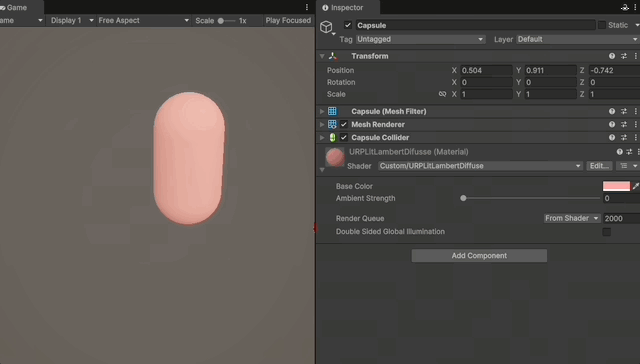 Game
Inspector
ame Display 1 Free Aspect Scale 1x Play Focused
Capsule Static
Tag Untagged Layer Default
Transform
Position X 0.504 Y 0.911 Z -0.742
Rotation X 0 Y 0 Z 0
Scale X 1 Y 1 Z 1
Capsule (Mesh Filter)
Mesh Renderer
Capsule Collider
URPLitLambertDifusse (Material)
Shader Custom/URPLitLambertDiffuse Edit...
Base Color
Ambient Strength 0
Render Queue From Shader 2000
Double Sided Global Illumination
Add Component